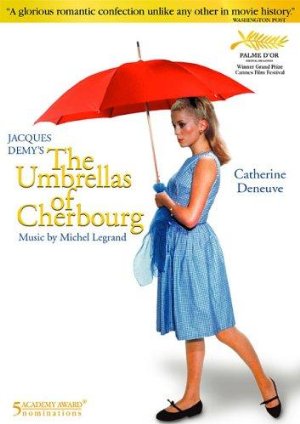 "A glorious romantic confection unlike any other in movie history."
WASHINGTON POST
PALME D'OR
Winner Grand Prize
Cannes Film Festival
JACQUES
DEMY'S
The
Umbrellas
of
Cherbourg
Music by Michel Legrand
Catherine
Deneuve
5 ACADEMY AWARD®
nominations